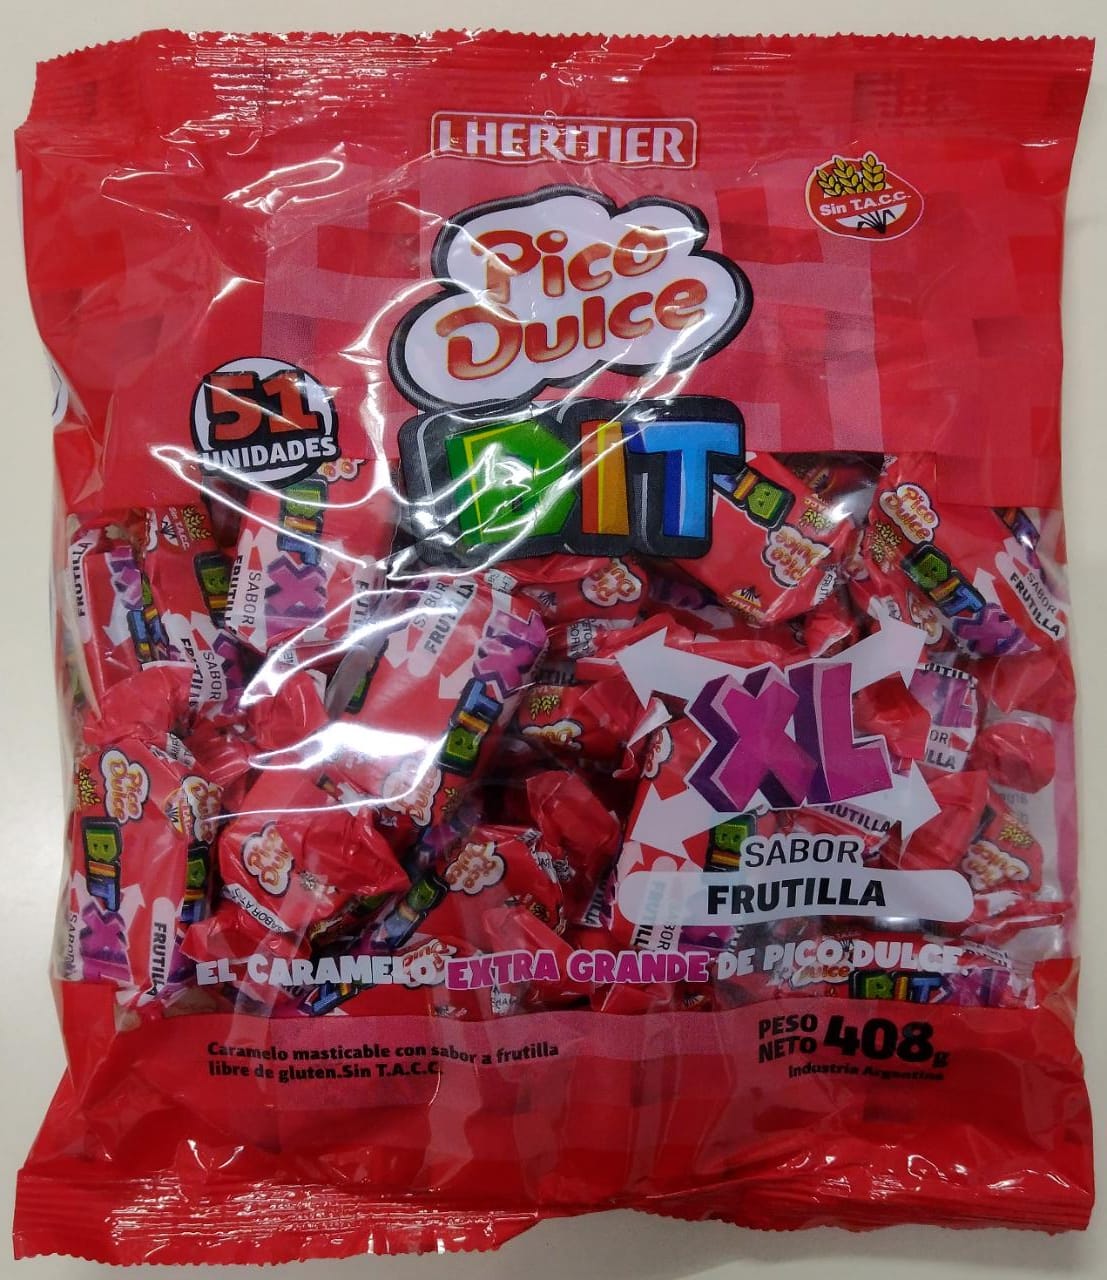 LHERITIER
Sin T.A.C.C.
Pico
Dulce
51
UNIDADES
BIT
XL
SABOR
FRUTILLA
EL CARAMELO EXTRA GRANDE DE PICO DULCE
Caramelo masticable con sabor a frutilla
libre de gluten.Sin T.A.C.C.
PESO
NETO 408g
Industria Argentina